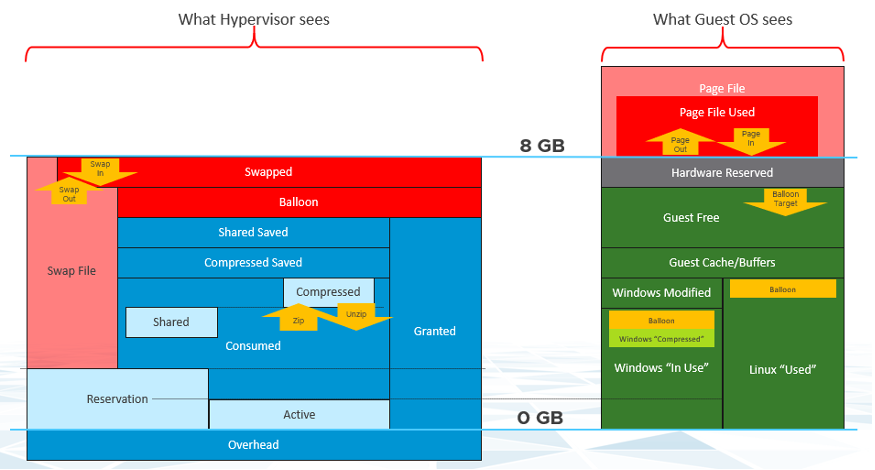 What Hypervisor sees
What Guest OS sees
Page File
Page File Used
Page
Out
Page
In
8 GB
Swap
In
Swapped
Hardware Reserved
Swap
Out
Balloon
Balloon
Target
Guest Free
Shared Saved
Compressed Saved
Guest Cache/Buffers
Swap File
Compressed
Windows Modified
Balloon
Shared
Zip
Unzip
Balloon
Granted
Windows “Compressed”
Consumed
Windows “In Use”
Linux “Used”
Reservation
Active
0 GB
Overhead